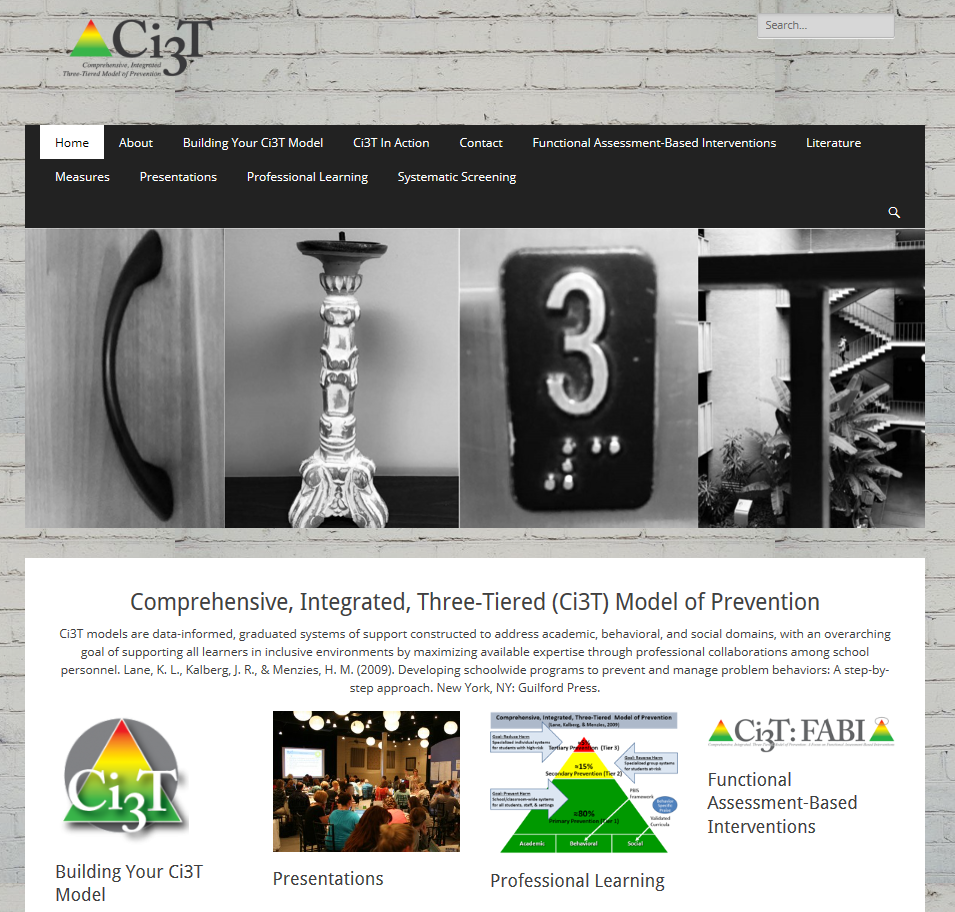 Ci3T
Comprehensive, Integrated
Three-Tiered Model of Prevention
Search...
Home About Building Your Ci3T Model Ci3T In Action Contact Functional Assessment-Based Interventions Literature
Measures Presentations Professional Learning Systematic Screening
3
Comprehensive, Integrated, Three-Tiered (Ci3T) Model of Prevention
Ci3T models are data-informed, graduated systems of support constructed to address academic, behavioral, and social domains, with an overarching
goal of supporting all learners in inclusive environments by maximizing available expertise through professional collaborations among school
personnel. Lane, K. L., Kalberg, J. R., & Menzies, H. M. (2009). Developing schoolwide programs to prevent and manage problem behaviors: A step-by-
step approach. New York, NY: Guilford Press.
Ci3T
Building Your Ci3T
Model
Presentations
Comprehensive, Integrated, Three-Tiered Model of Prevention
(Lane, Kalberg, & Menzies, 2009)
Goal: Reduce Harm
Specialized individual systems
for students with high-risk
≈5%
Tertiary Prevention (Tier 3)
Goal: Reverse Harm
Specialized group systems
for students at-risk
≈15%
Secondary Prevention (Tier 2)
Goal: Prevent Harm
School/classroom-wide systems
for all students, staff, & settings
PBIS
Framework
≈80%
Primary Prevention (Tier 1)
Validated
Curricula
Academic Behavioral Social
Professional Learning
Ci3T: FABI
Functional
Assessment-Based
Interventions